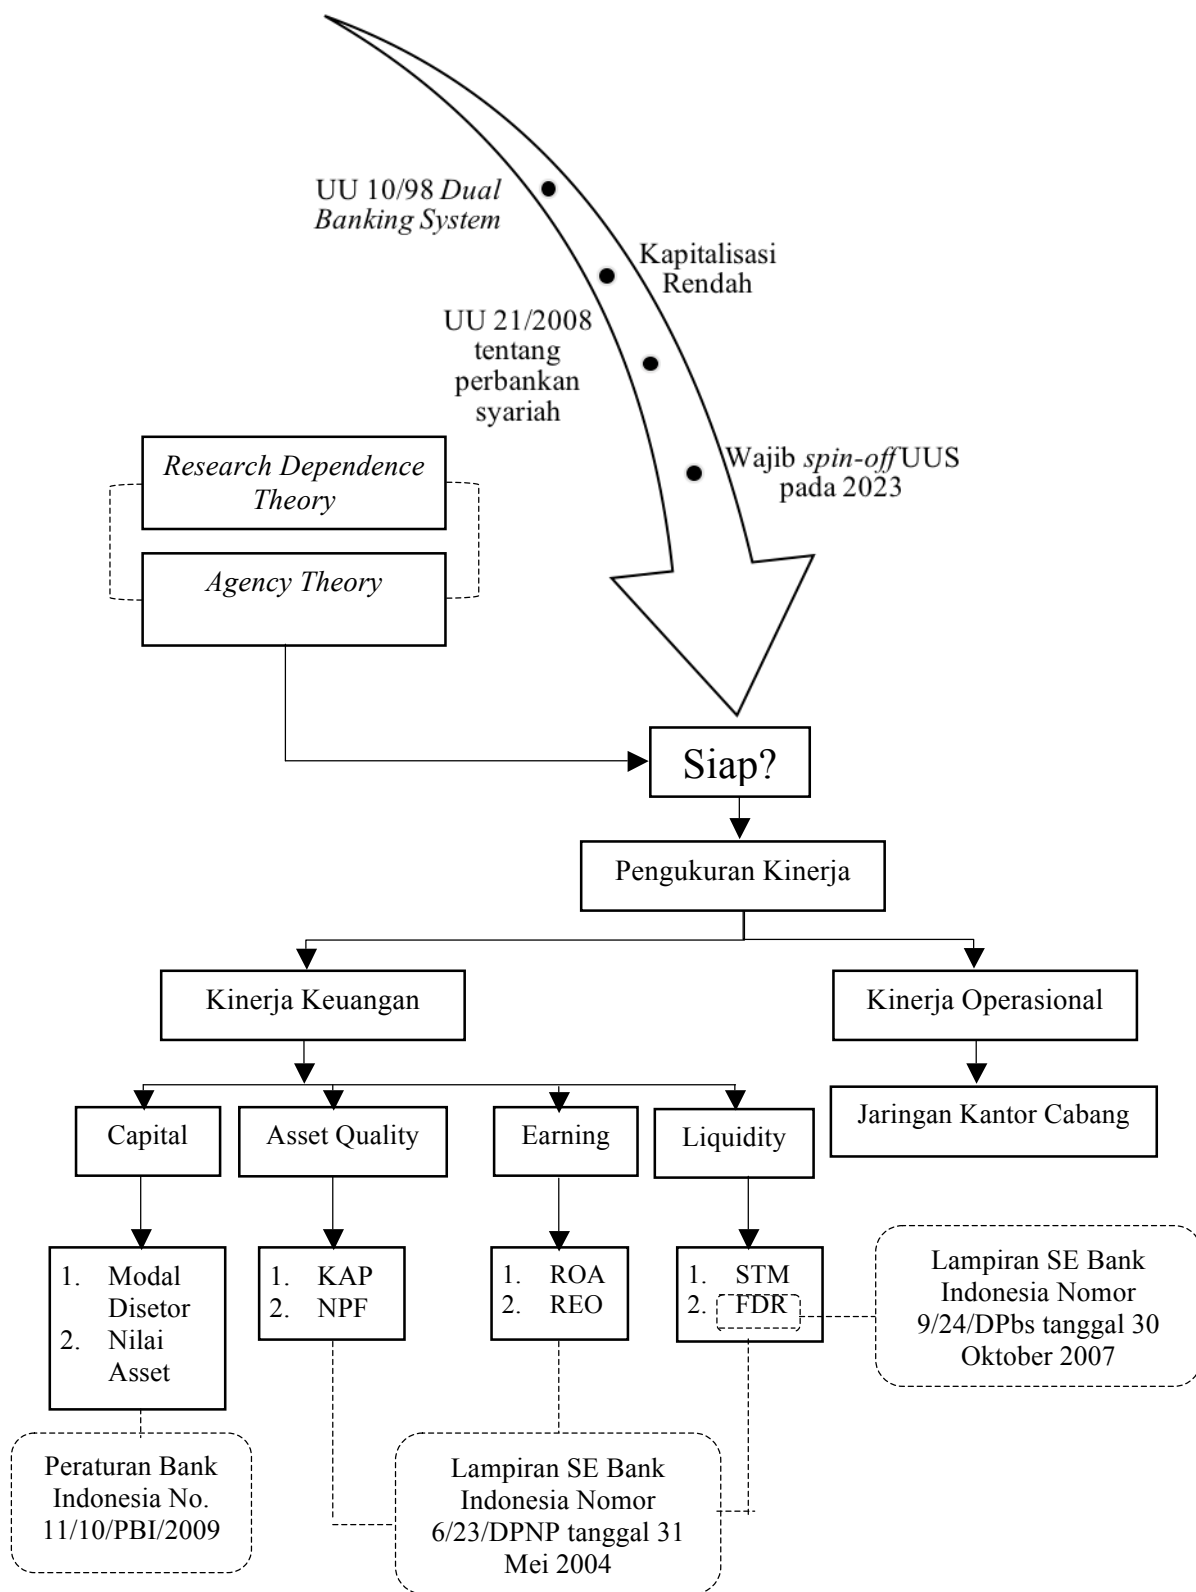 UU 10/98 Dual
Banking System
Kapitalisasi
Rendah
UU 21/2008
tentang
perbankan
syariah
Wajib spin-off UUS
pada 2023
Research Dependence
Theory
Agency Theory
Siap?
Pengukuran Kinerja
Kinerja Keuangan
Kinerja Operasional
Capital
Asset Quality
Earning
Liquidity
Jaringan Kantor Cabang
1. Modal
Disetor
2. Nilai
Asset
1. KAP
2. NPF
1. ROA
2. REO
1. STM
2. FDR
Lampiran SE Bank
Indonesia Nomor
9/24/DPbs tanggal 30
Oktober 2007
Peraturan Bank
Indonesia No.
11/10/PBI/2009
Lampiran SE Bank
Indonesia Nomor
6/23/DPNP tanggal 31
Mei 2004